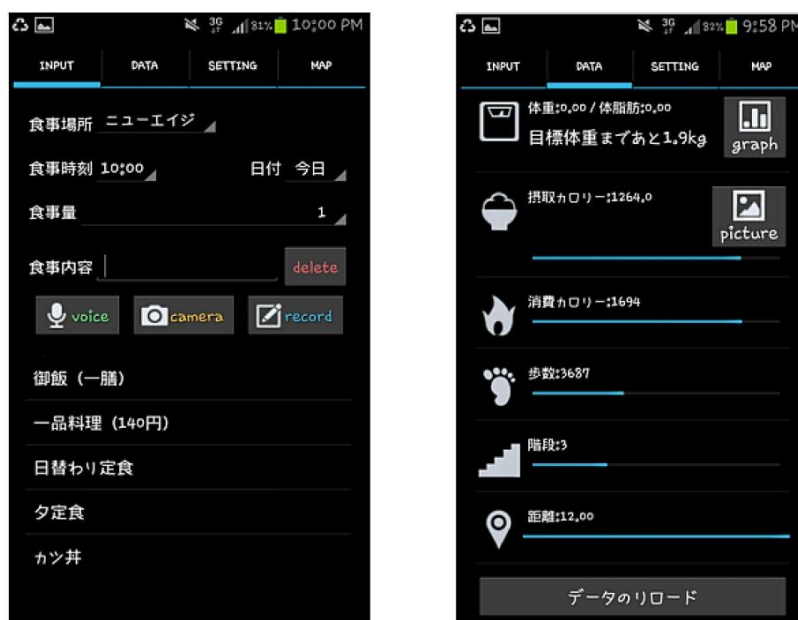 3G 81% 10:00 PM
INPUT DATA SETTING MAP
食事場所 ニューエイジ
食事時刻 10:00 日付 今日
食事量 1
食事内容 delete
voice camera record
御飯 (一膳)
一品料理 (140円)
日替わり定食
夕定食
カツ丼
3G 82% 9:58 PM
INPUT DATA SETTING MAP
体重:0.00 / 体脂肪:0.00
目標体重まであと1.9kg
graph
摂取カロリー:1264.0
picture
消費カロリー:1694
歩数:3687
階段:3
距離:12.00
データのリロード